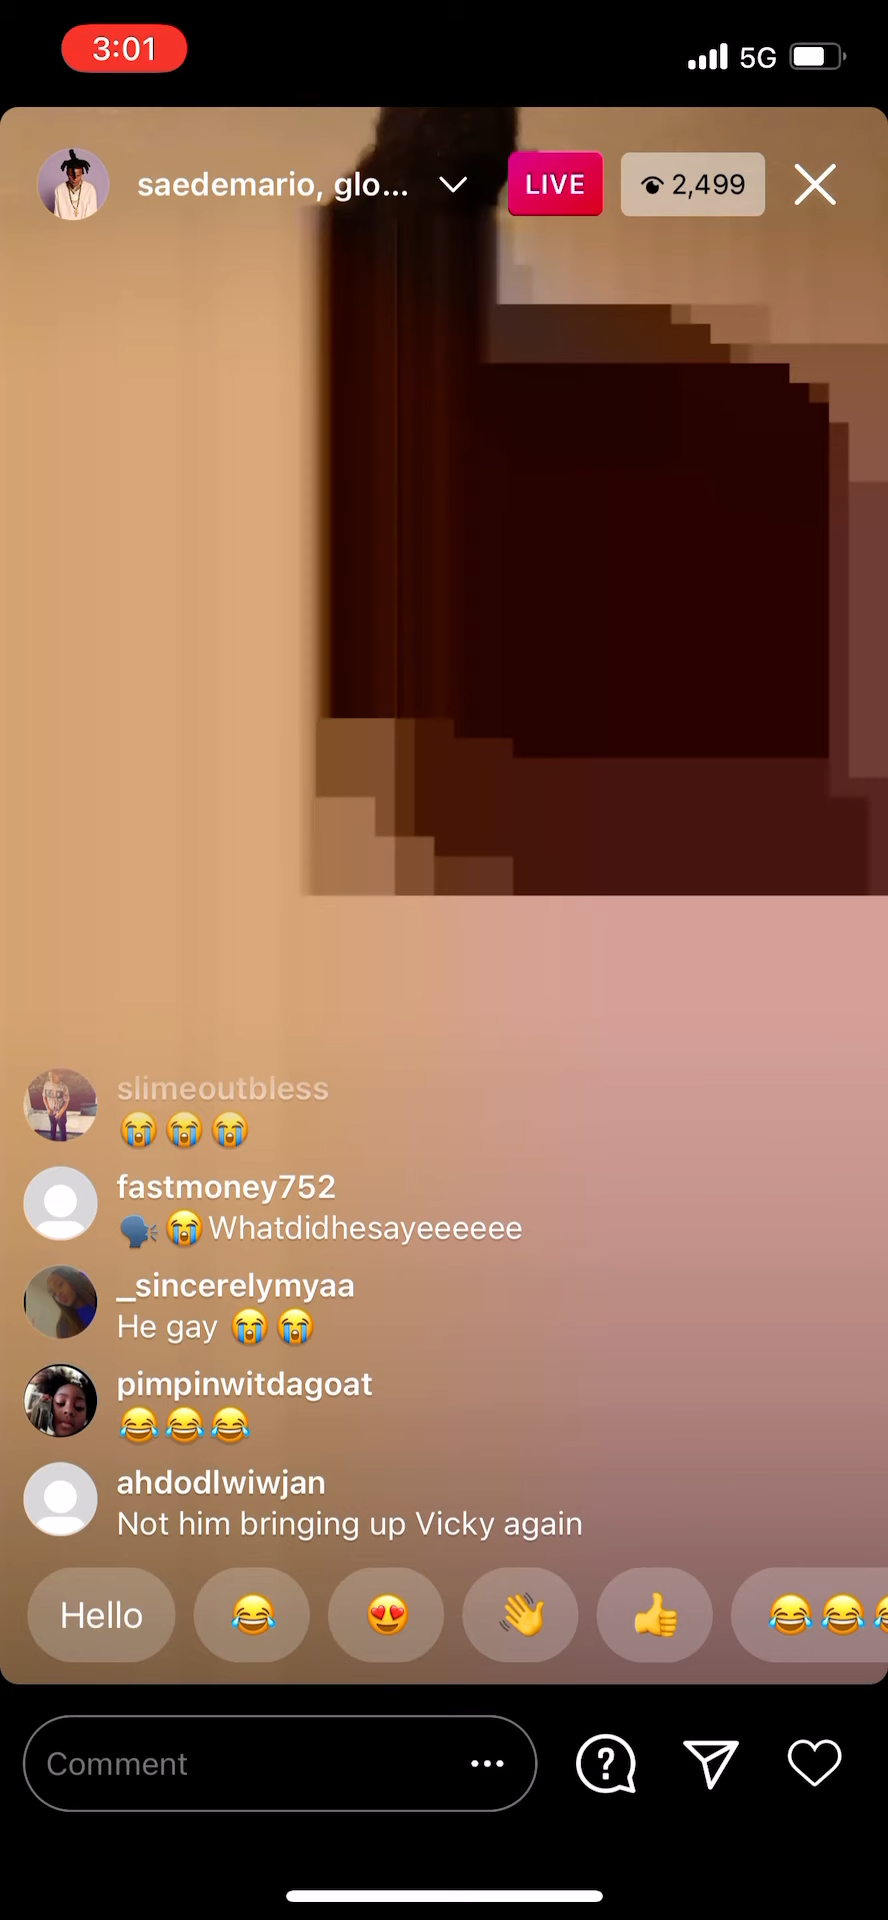 3:01
5G
saedemario, glo...
LIVE
2,499
slimeoutbless
😭😭😭
fastmoney752
🗣😭Whatdidhesayeeeeee
_sincerelymyaa
He gay 😭😭
pimpinwitdagoat
😂😂😂
ahdodlwiwjan
Not him bringing up Vicky again
Hello 😂 😍 👋 👍 😂😂
Comment